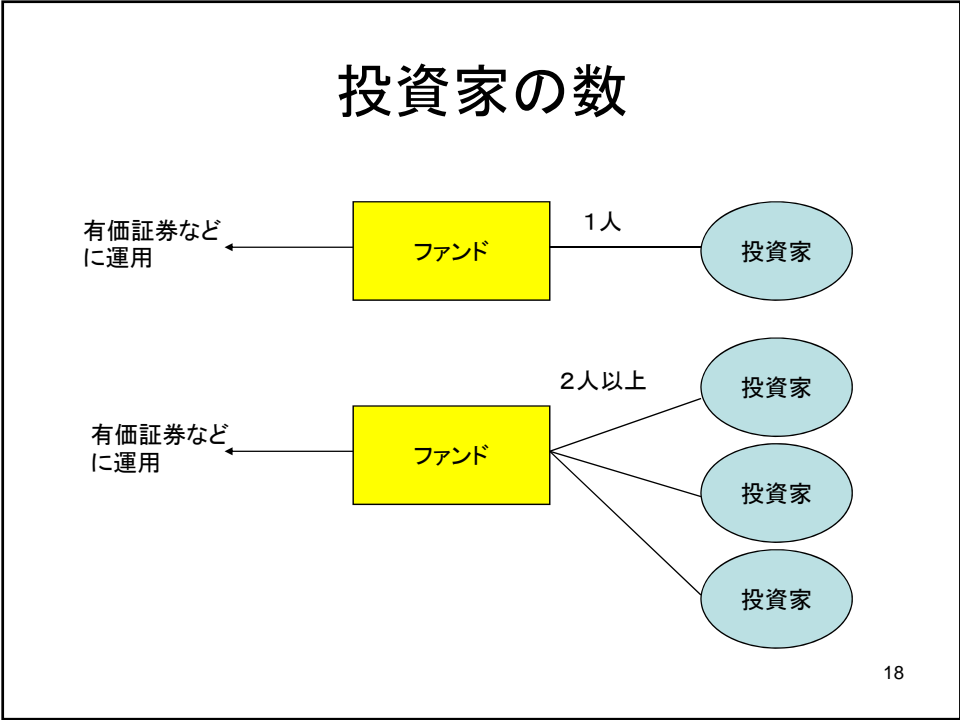 投資家の数
有価証券など
に運用
ファンド
１人
投資家
２人以上
投資家
有価証券など
に運用
ファンド
投資家
投資家
18